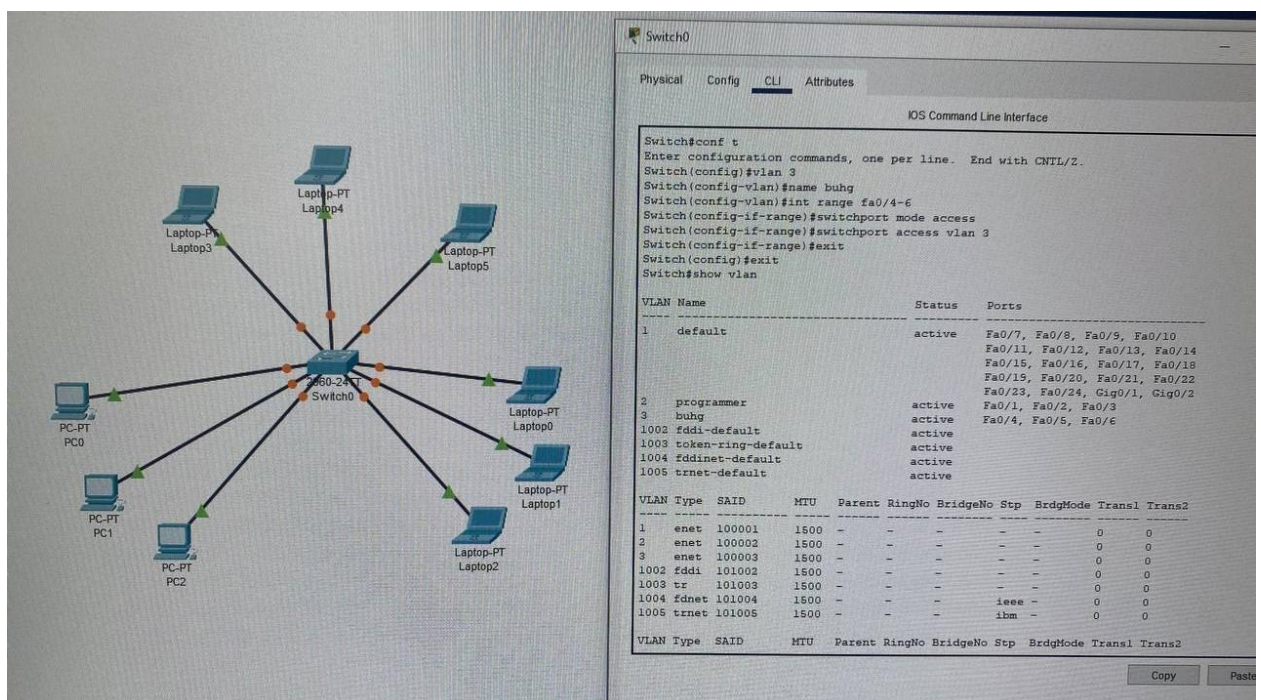 Laptop-PT
Laptop4
Laptop-PT
Laptop3
Laptop-PT
Laptop5
2960-24TT
Switch0
PC-PT
PC0
Laptop-PT
Laptop0
PC-PT
PC1
Laptop-PT
Laptop1
PC-PT
PC2
Laptop-PT
Laptop2
Switch0
Physical Config CLI Attributes
IOS Command Line Interface
Switch#conf t
Enter configuration commands, one per line. End with CNTL/Z.
Switch(config)#vlan 3
Switch(config-vlan)#name buhg
Switch(config-vlan)#int range fa0/4-6
Switch(config-if-range)#switchport mode access
Switch(config-if-range)#switchport access vlan 3
Switch(config-if-range)#exit
Switch(config)#exit
Switch#show vlan
VLAN Name Status Ports
---- -------------------------------- --------- -------------------------------
1 default active Fa0/7, Fa0/8, Fa0/9, Fa0/10
Fa0/11, Fa0/12, Fa0/13, Fa0/14
Fa0/15, Fa0/16, Fa0/17, Fa0/18
Fa0/19, Fa0/20, Fa0/21, Fa0/22
Fa0/23, Fa0/24, Gig0/1, Gig0/2
2 programmer active Fa0/1, Fa0/2, Fa0/3
3 buhg active Fa0/4, Fa0/5, Fa0/6
1002 fddi-default active
1003 token-ring-default active
1004 fddinet-default active
1005 trnet-default active
VLAN Type SAID MTU Parent RingNo BridgeNo Stp BrdgMode Trans1 Trans2
---- ----- ---------- ----- ------ ------ -------- ---- -------- ------ ------
1 enet 100001 1500 - - - - - 0 0
2 enet 100002 1500 - - - - - 0 0
3 enet 100003 1500 - - - - - 0 0
1002 fddi 101002 1500 - - - - - 0 0
1003 tr 101003 1500 - - - - - 0 0
1004 fdnet 101004 1500 - - - ieee - 0 0
1005 trnet 101005 1500 - - - ibm - 0 0
VLAN Type SAID MTU Parent RingNo BridgeNo Stp BrdgMode Trans1 Trans2
Copy Paste